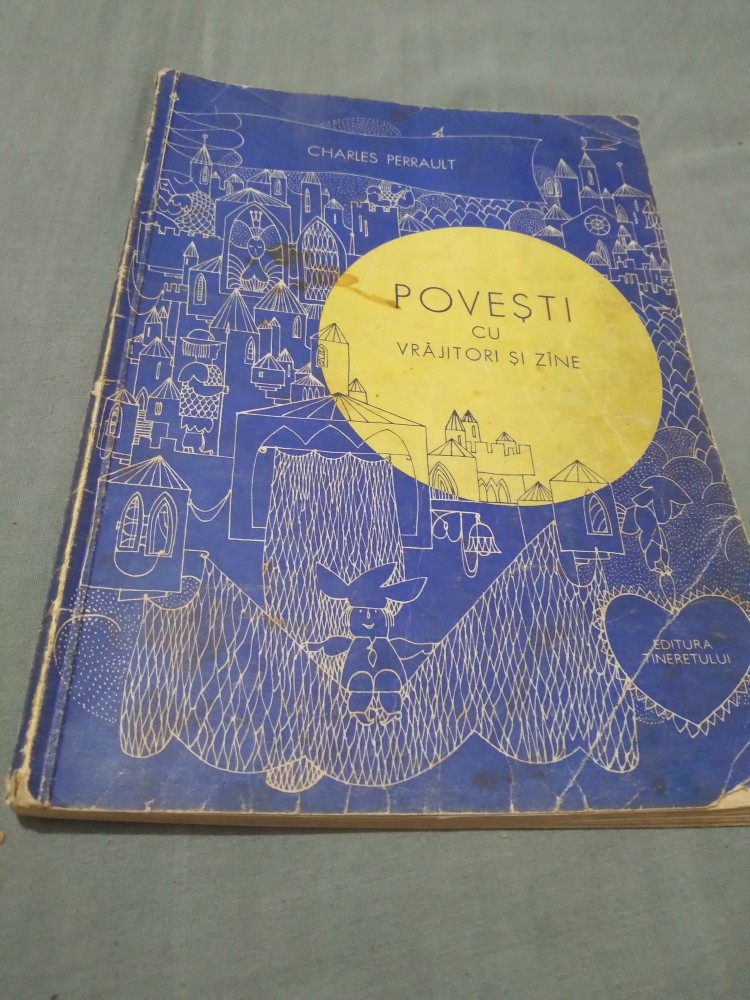 CHARLES PERRAULT
POVEȘTI
CU
VRĂJITORI ȘI ZÎNE
EDITURA
TINERETULUI